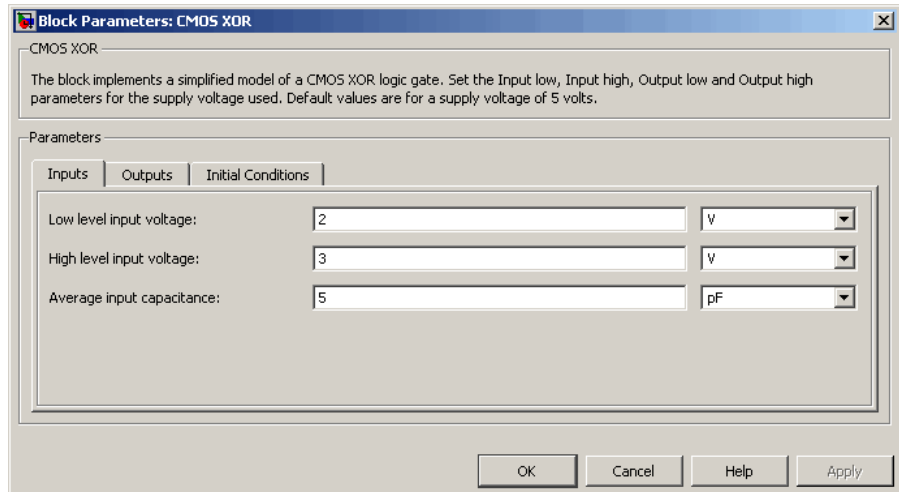 Block Parameters: CMOS XOR
CMOS XOR
The block implements a simplified model of a CMOS XOR logic gate. Set the Input low, Input high, Output low and Output high
parameters for the supply voltage used. Default values are for a supply voltage of 5 volts.
Parameters
Inputs Outputs Initial Conditions
Low level input voltage: 2 V
High level input voltage: 3 V
Average input capacitance: 5 pF
OK Cancel Help Apply